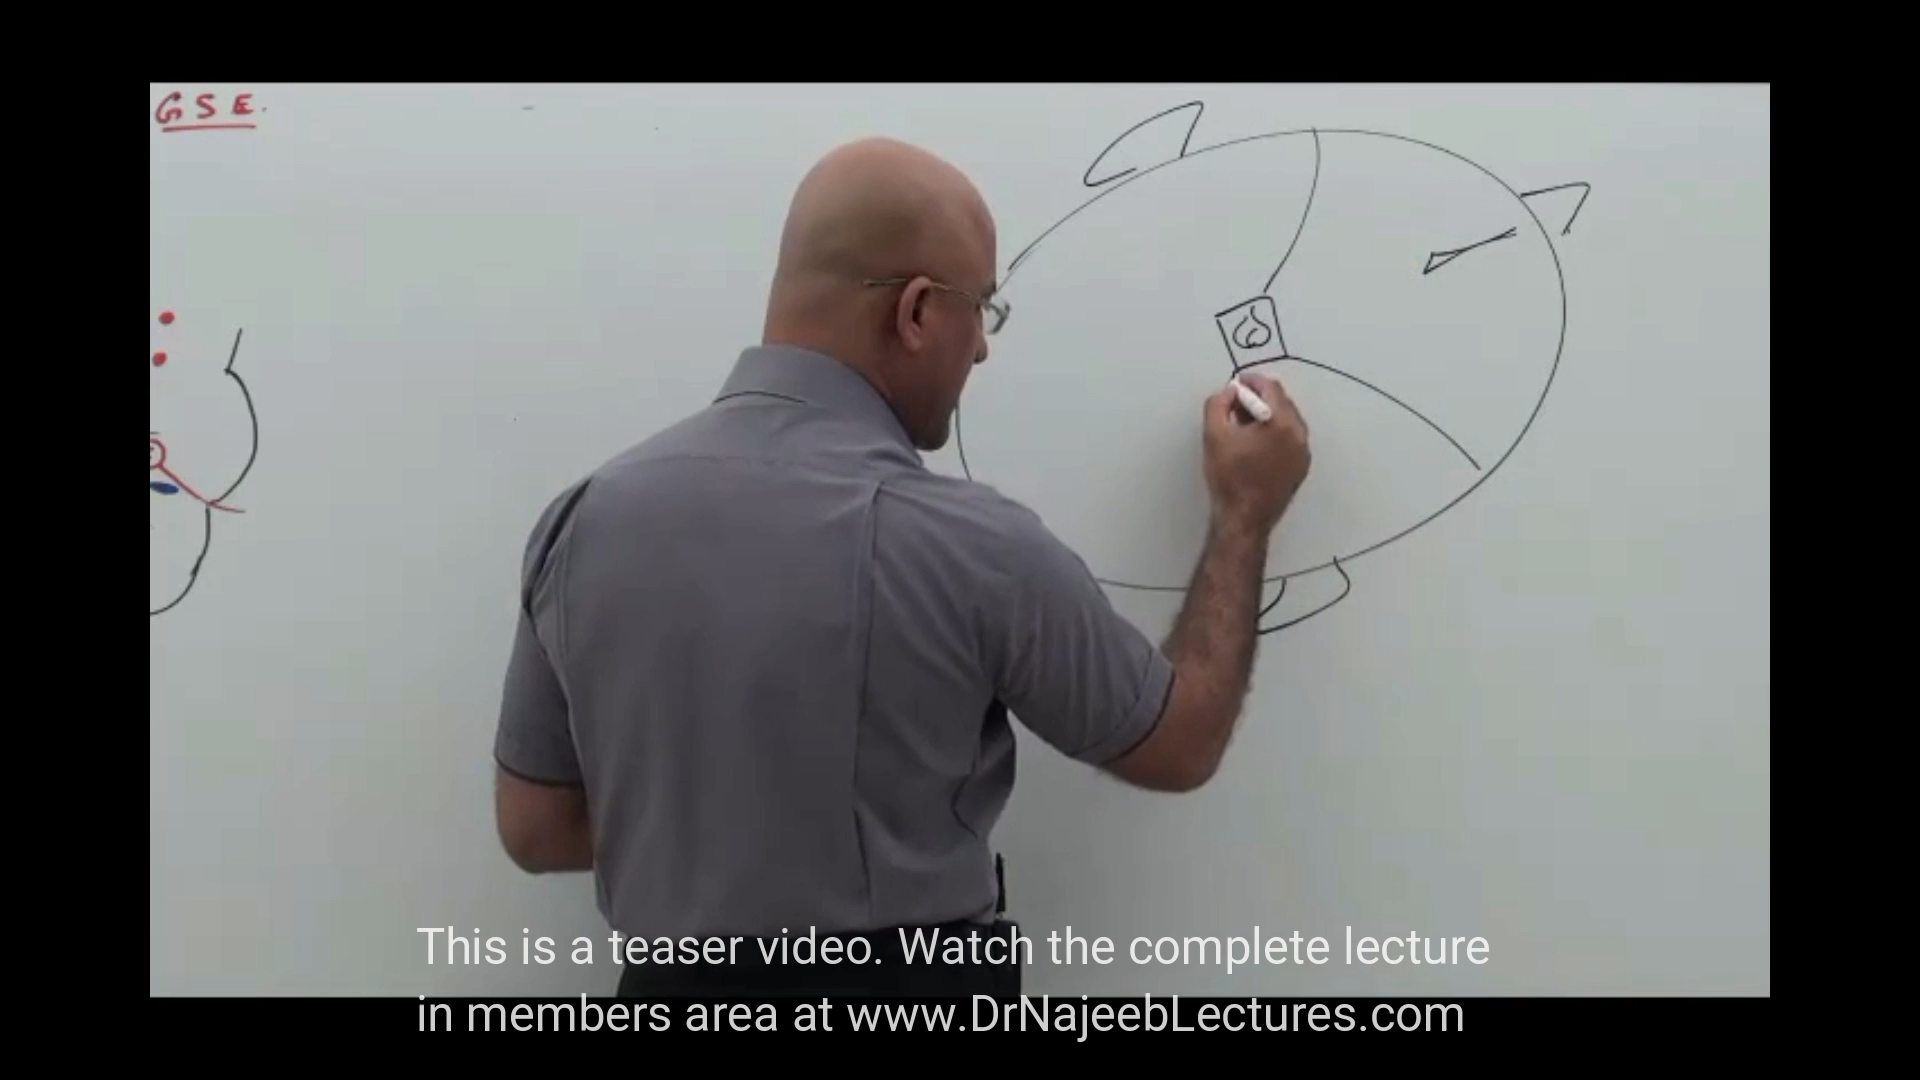 GSE.
This is a teaser video. Watch the complete lecture
in members area at www.DrNajeebLectures.com